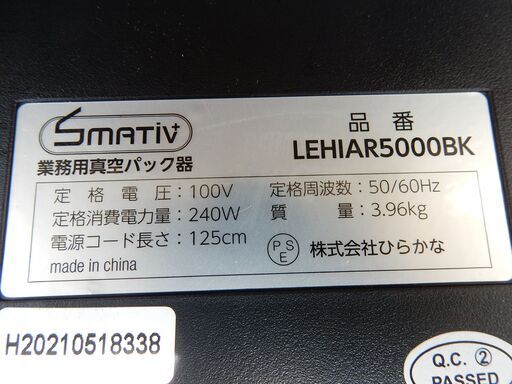 Smativ+
業務用真空パック器
品番
LEHIAR5000BK
定格電圧：100V
定格周波数：50/60Hz
定格消費電力量：240W
質量：3.96kg
電源コード長さ：125cm
PSE 株式会社ひらかな
made in china
H20210518338
Q.C. ②
PASSED